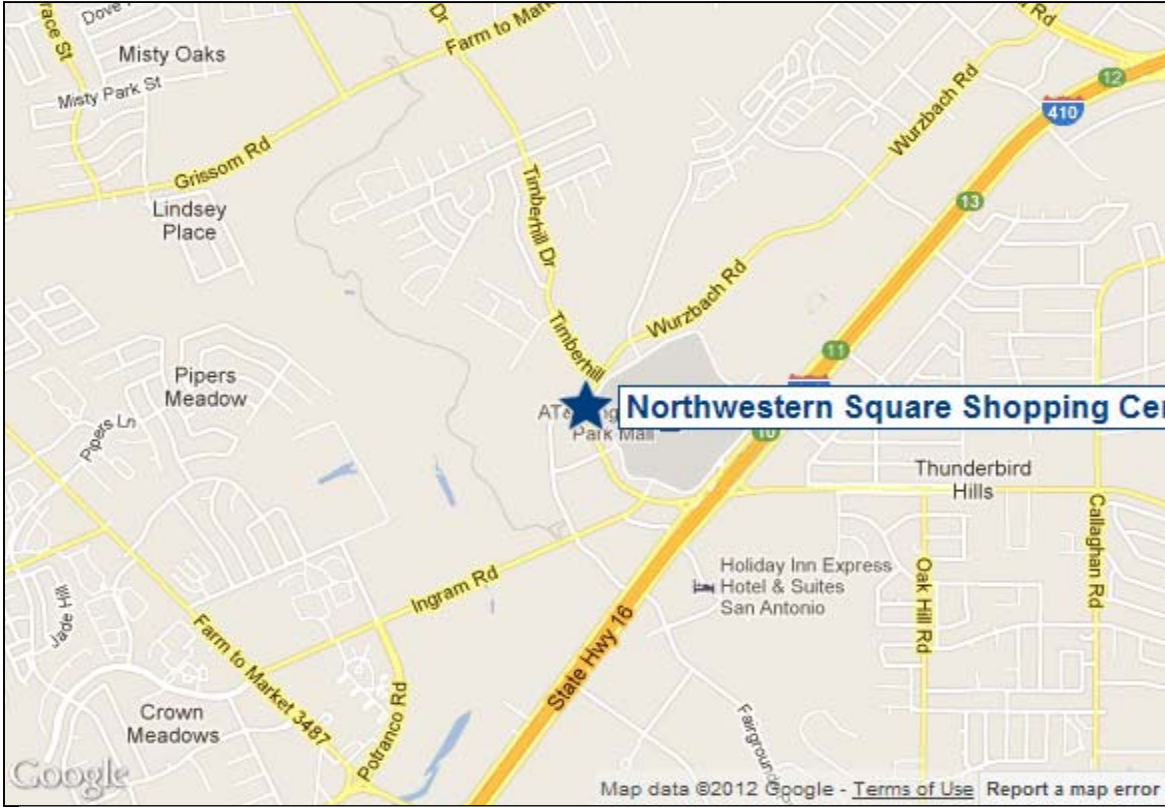 Dove
race St
Dr
Farm to Mark
Rd
Misty Oaks
Misty Park St
12
410
Wurzbach Rd
Grissom Rd
13
Lindsey
Place
Timberhill Dr
Wurzbach Rd
Timberhill
11
Pipers
Meadow
Northwestern Square Shopping Cen
Park Mall
10
Pipers Ln
Thunderbird
Hills
Callaghan Rd
Holiday Inn Express
Hotel & Suites
San Antonio
Oak Hill Rd
Ingram Rd
Jade Hill
State Hwy 16
Farm to Market 3487
Potranco Rd
Crown
Meadows
Fairground
Google
Map data ©2012 Google - Terms of Use Report a map error